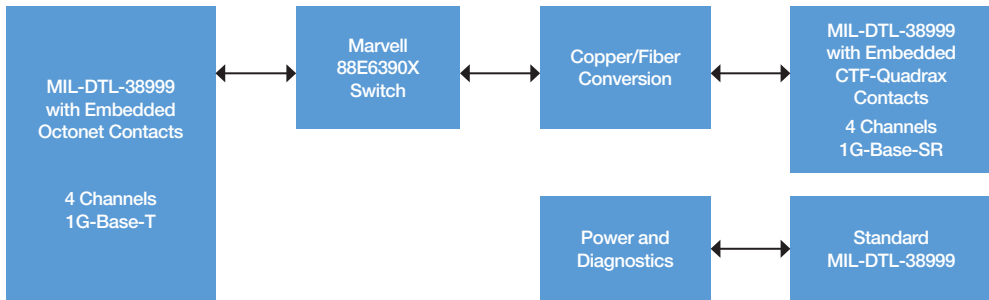 MIL-DTL-38999
with Embedded
Octonet Contacts
4 Channels
1G-Base-T
Marvell
88E6390X
Switch
Copper/Fiber
Conversion
MIL-DTL-38999
with Embedded
CTF-Quadrax
Contacts
4 Channels
1G-Base-SR
Power and
Diagnostics
Standard
MIL-DTL-38999